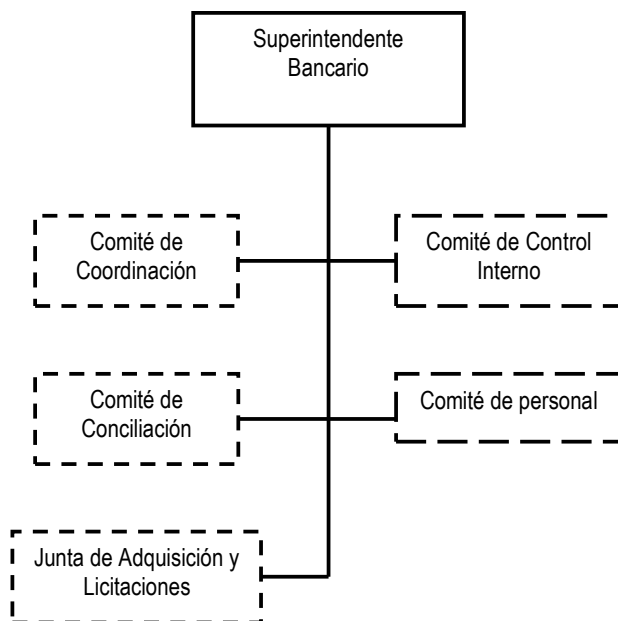 Superintendente
Bancario
Comité de
Coordinación
Comité de Control
Interno
Comité de
Conciliación
Comité de personal
Junta de Adquisición y
Licitaciones